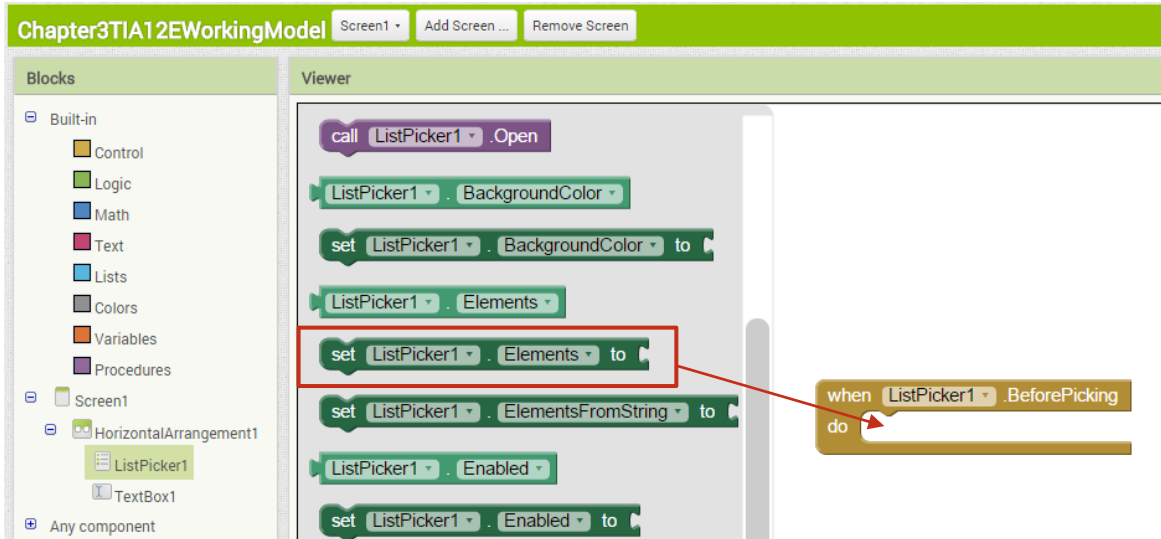 Chapter3TIA12EWorkingModel Screen1 Add Screen ... Remove Screen
Blocks
Viewer
Built-in
Control
Logic
Math
Text
Lists
Colors
Variables
Procedures
Screen1
HorizontalArrangement1
ListPicker1
TextBox1
Any component
call ListPicker1 .Open
ListPicker1 . BackgroundColor
set ListPicker1 . BackgroundColor to
ListPicker1 . Elements
set ListPicker1 . Elements to
set ListPicker1 . ElementsFromString to
ListPicker1 . Enabled
set ListPicker1 . Enabled to
when ListPicker1 .BeforePicking
do